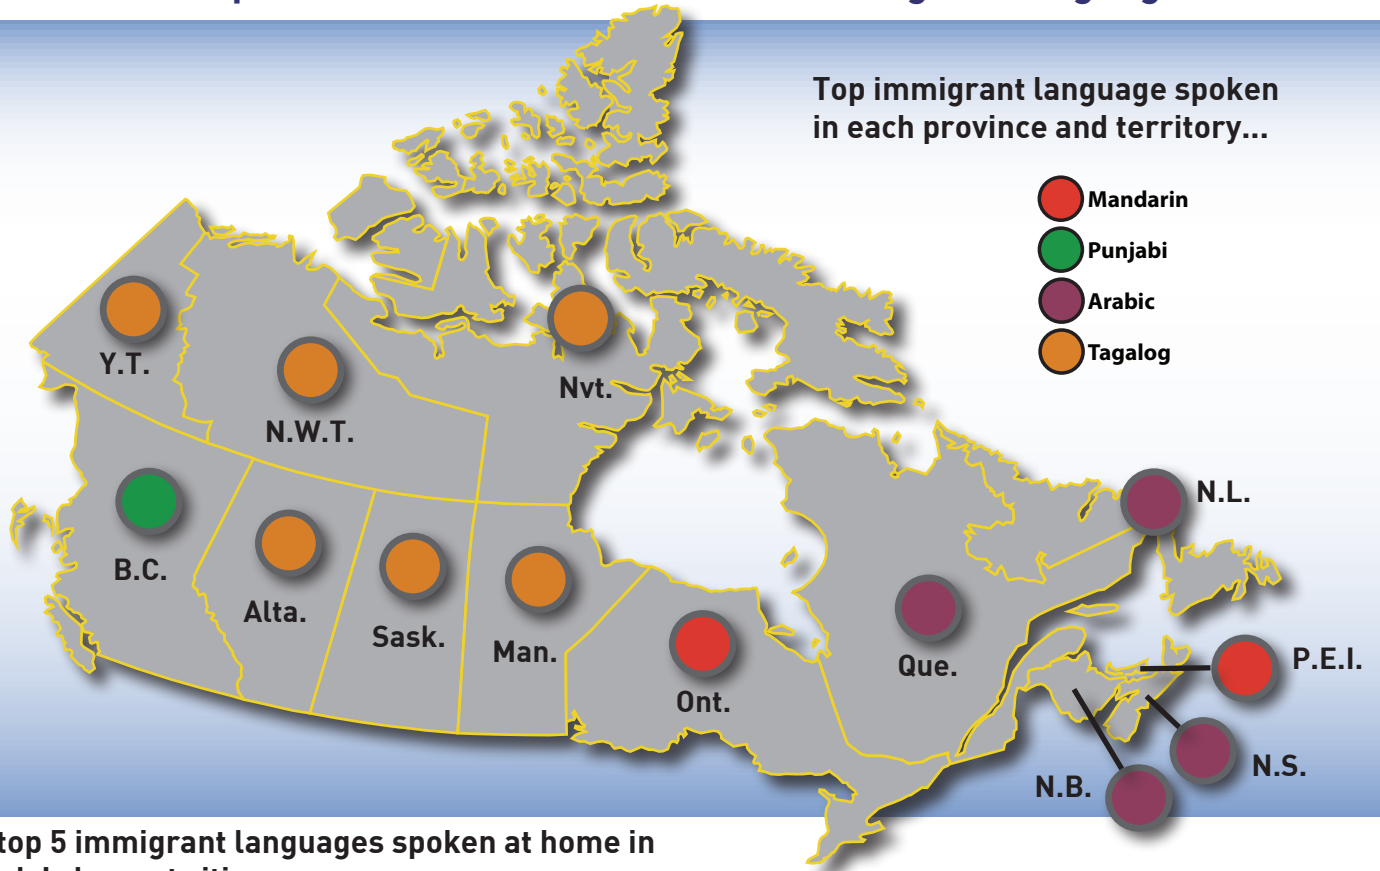 Top immigrant language spoken
in each province and territory...
Mandarin
Punjabi
Arabic
Tagalog
Y.T.
N.W.T.
Nvt.
B.C.
Alta.
Sask.
Man.
Ont.
Que.
N.L.
P.E.I.
N.S.
N.B.
top 5 immigrant languages spoken at home in